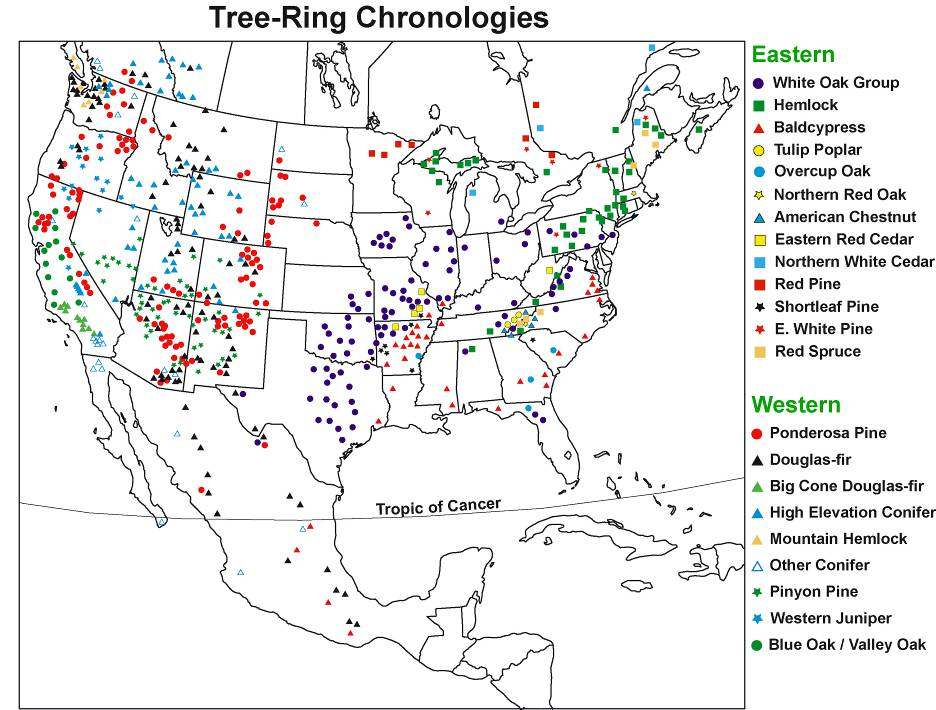 Tree-Ring Chronologies
Eastern
White Oak Group
Hemlock
Baldcypress
Tulip Poplar
Overcup Oak
Northern Red Oak
American Chestnut
Eastern Red Cedar
Northern White Cedar
Red Pine
Shortleaf Pine
E. White Pine
Red Spruce
Western
Ponderosa Pine
Douglas-fir
Big Cone Douglas-fir
High Elevation Conifer
Mountain Hemlock
Other Conifer
Pinyon Pine
Western Juniper
Blue Oak / Valley Oak
Tropic of Cancer